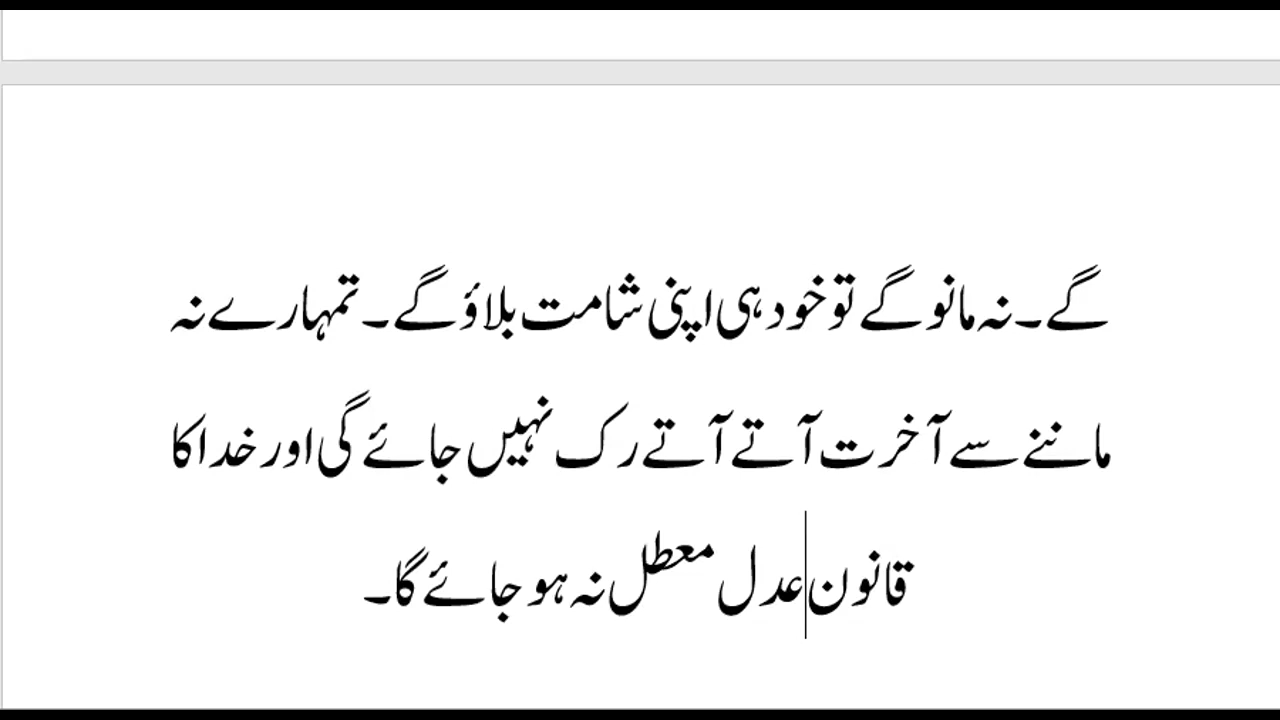 گے۔ نہ مانو گے تو خود ہی اپنی شامت بلاؤ گے۔ تمہارے نہ
ماننے سے آخرت آتے آتے رک نہیں جائے گی اور خدا کا
قانون عدل معطل نہ ہو جائے گا۔